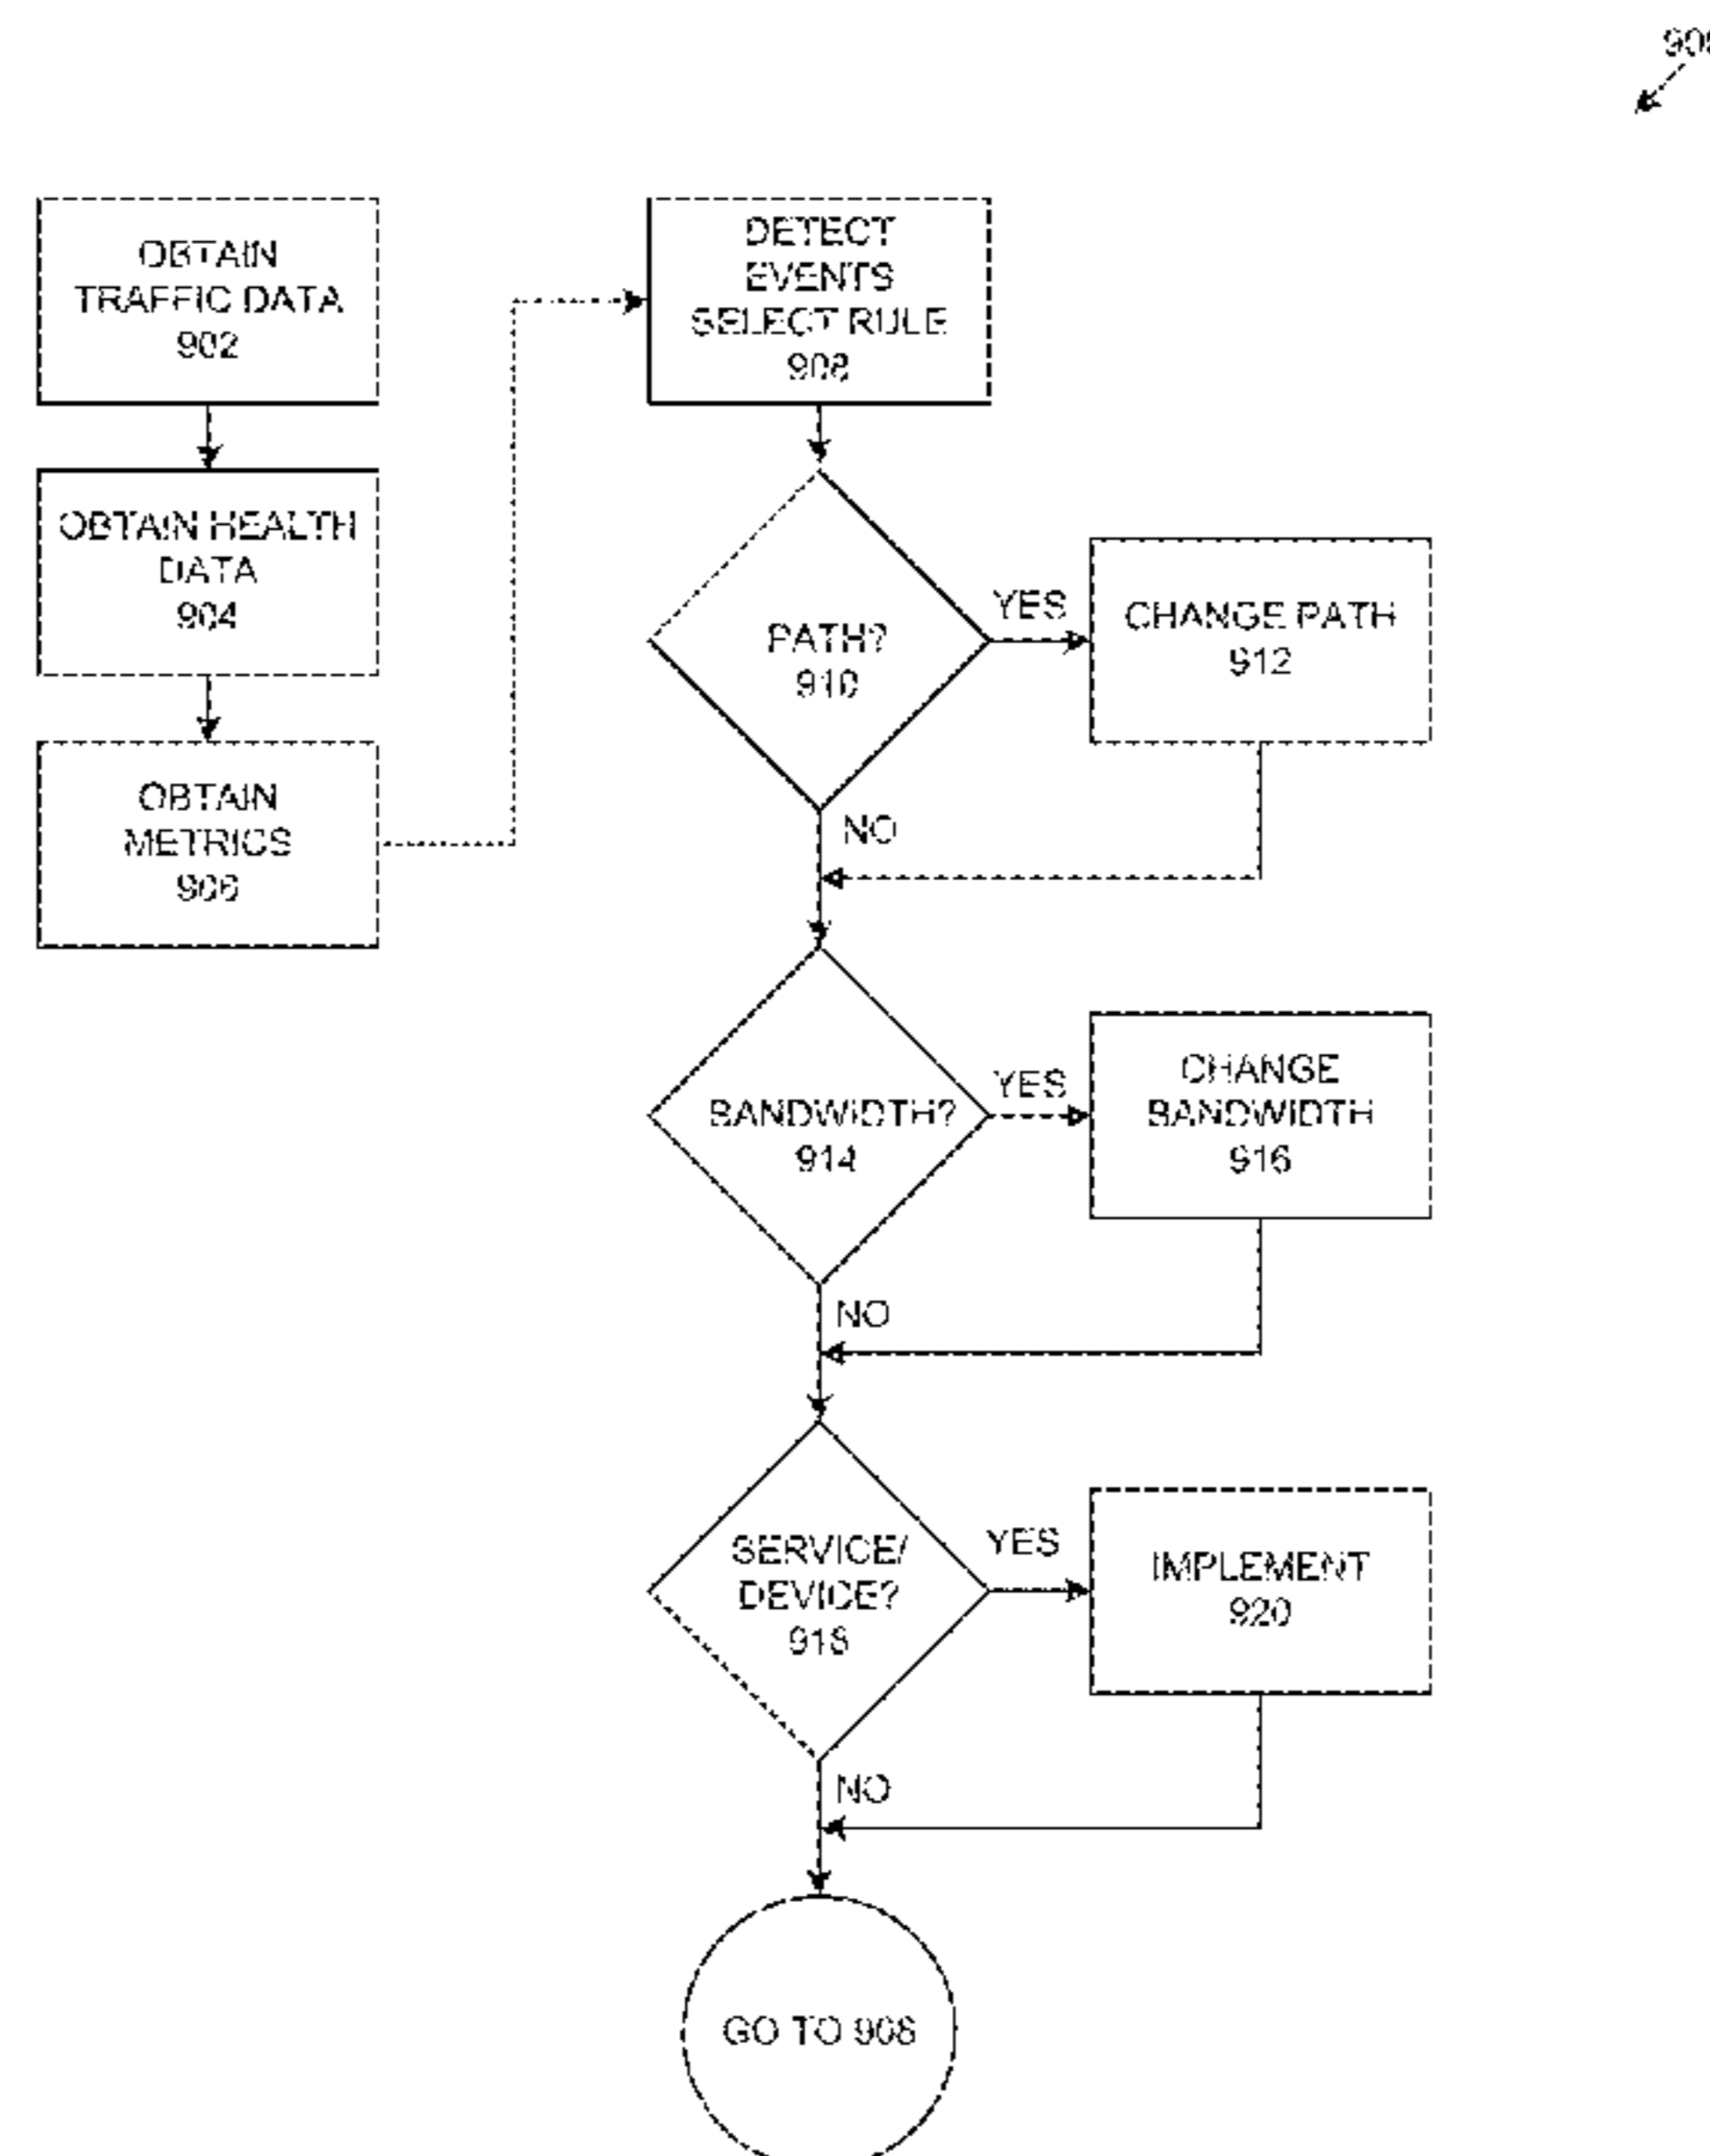 OBTAIN
TRAFFIC DATA
902
OBTAIN HEALTH
DATA
904
OBTAIN
METRICS
906
DETECT
EVENTS
SELECT RULE
908
PATH?
910
YES
CHANGE PATH
912
NO
BANDWIDTH?
914
YES
CHANGE
BANDWIDTH
916
NO
SERVICE/
DEVICE?
918
YES
IMPLEMENT
920
NO
GO TO 908